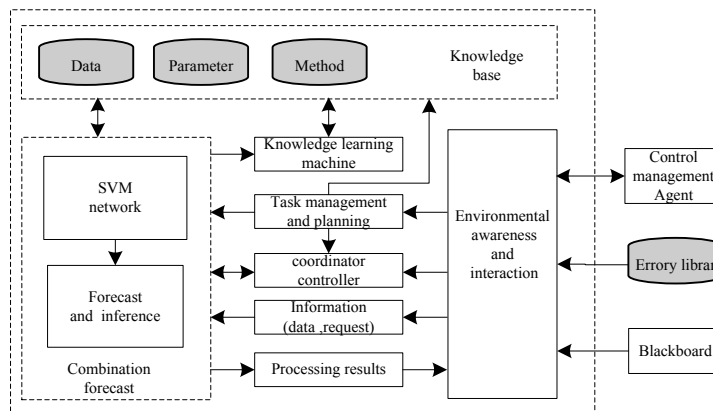 Data
Parameter
Method
Knowledge
base
Knowledge learning
machine
SVM
network
Task management
and planning
Environmental
awareness
and
interaction
Control
management
Agent
coordinator
controller
Errory library
Forecast
and inference
Information
(data ,request)
Combination
forecast
Processing results
Blackboard